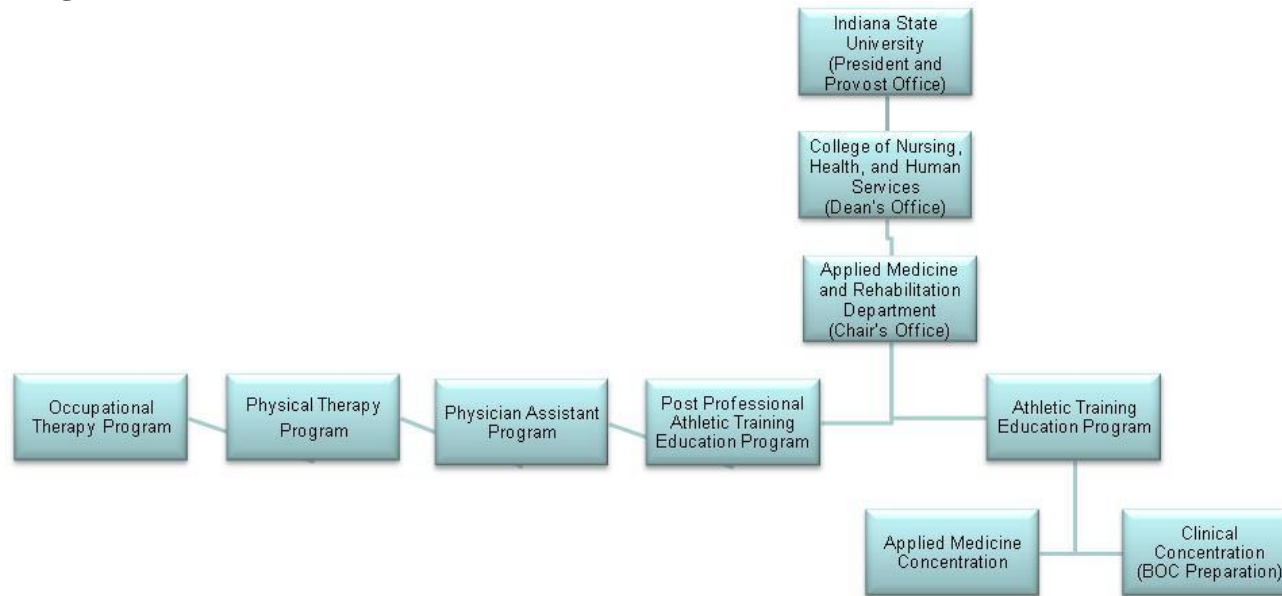 Indiana State
University
(President and
Provost Office)
College of Nursing,
Health, and Human
Services
(Dean's Office)
Applied Medicine
and Rehabilitation
Department
(Chair's Office)
Occupational
Therapy Program
Physical Therapy
Program
Physician Assistant
Program
Post Professional
Athletic Training
Education Program
Athletic Training
Education Program
Applied Medicine
Concentration
Clinical
Concentration
(BOC Preparation)